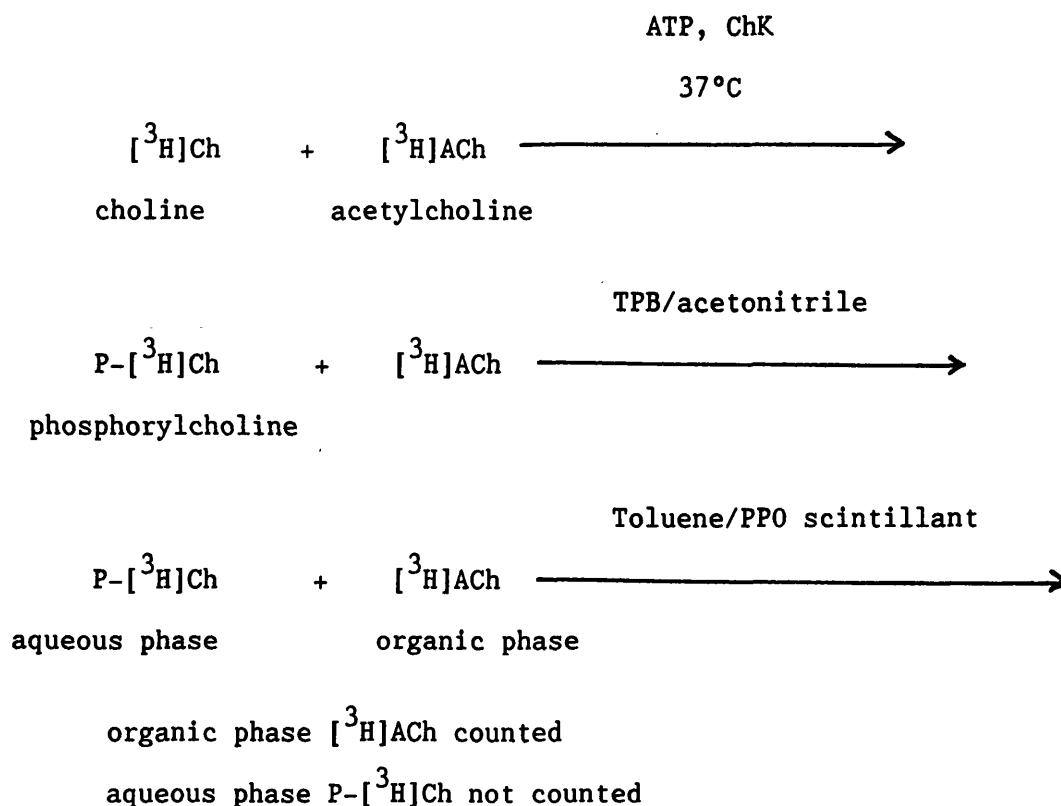 ATP, ChK
37°C
[³H]Ch + [³H]ACh
choline acetylcholine
TPB/acetonitrile
P-[³H]Ch + [³H]ACh
phosphorylcholine
Toluene/PPO scintillant
P-[³H]Ch + [³H]ACh
aqueous phase organic phase
organic phase [³H]ACh counted
aqueous phase P-[³H]Ch not counted